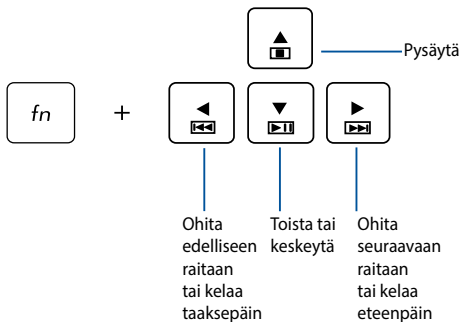 Pysäytä
fn +
Ohita
edelliseen
raitaan
tai kelaa
taaksepäin
Toista tai
keskeytä
Ohita
seuraavaan
raitaan
tai kelaa
eteenpäin